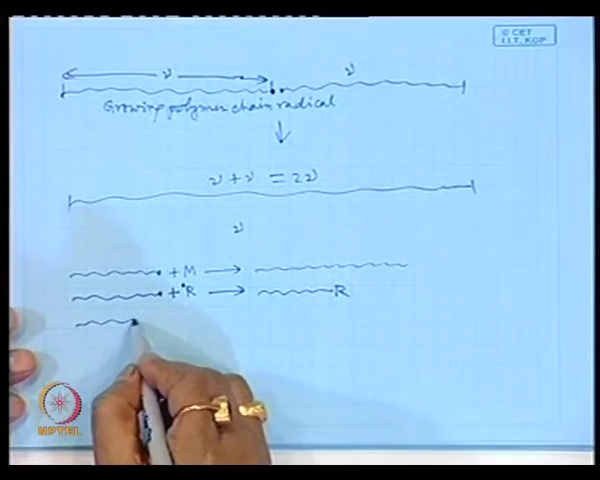 © CET
I.I.T. KGP
ν ν
Growing polymer chain radical
ν + ν = 2ν
ν
+ M →
+ •R → R
NPTEL